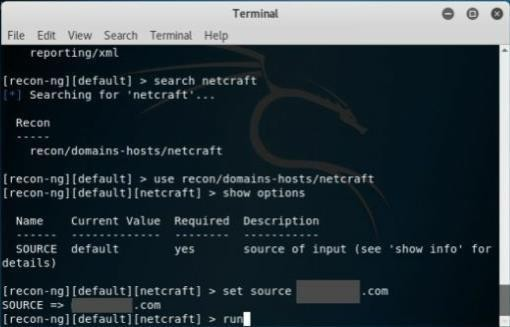 Terminal
File Edit View Search Terminal Help
reporting/xml
[recon-ng][default] > search netcraft
[*] Searching for 'netcraft'...
Recon
-----
recon/domains-hosts/netcraft
[recon-ng][default] > use recon/domains-hosts/netcraft
[recon-ng][default][netcraft] > show options
Name Current Value Required Description
------ ------------- -------- -----------
SOURCE default yes source of input (see 'show info' for
details)
[recon-ng][default][netcraft] > set source .com
SOURCE => .com
[recon-ng][default][netcraft] > run